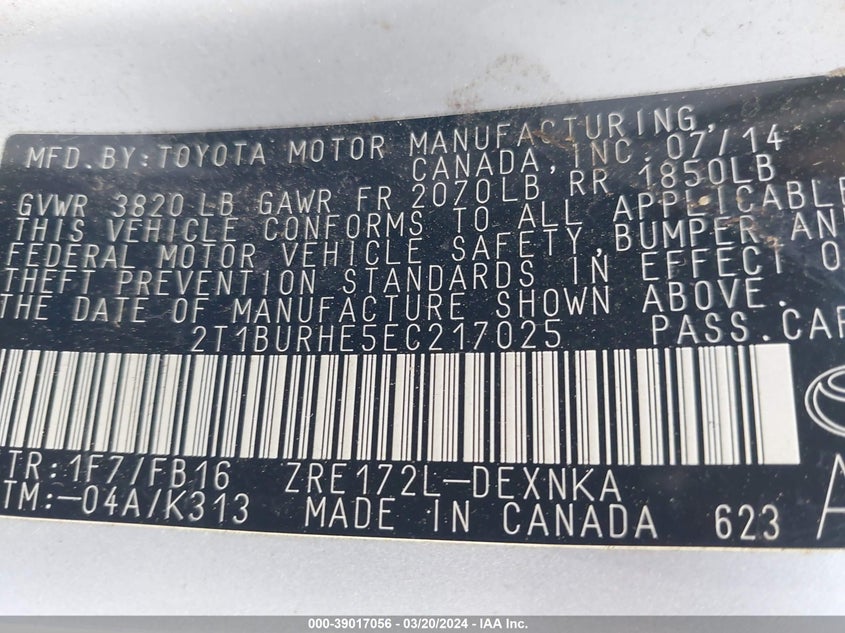 MFD. BY: TOYOTA MOTOR MANUFACTURING,
CANADA, INC. 07/14
GVWR 3820 LB GAWR FR 2070LB RR 1850LB
THIS VEHICLE CONFORMS TO ALL APPLICABLE
FEDERAL MOTOR VEHICLE SAFETY, BUMPER AND
THEFT PREVENTION STANDARDS IN EFFECT O
THE DATE OF MANUFACTURE SHOWN ABOVE.
2T1BURHE5EC217025 PASS. CAR
TR: 1F7/FB16 ZRE172L-DEXNKA
TM:-04A/K313 MADE IN CANADA 623
000-39017056 — 03/20/2024 — IAA Inc.